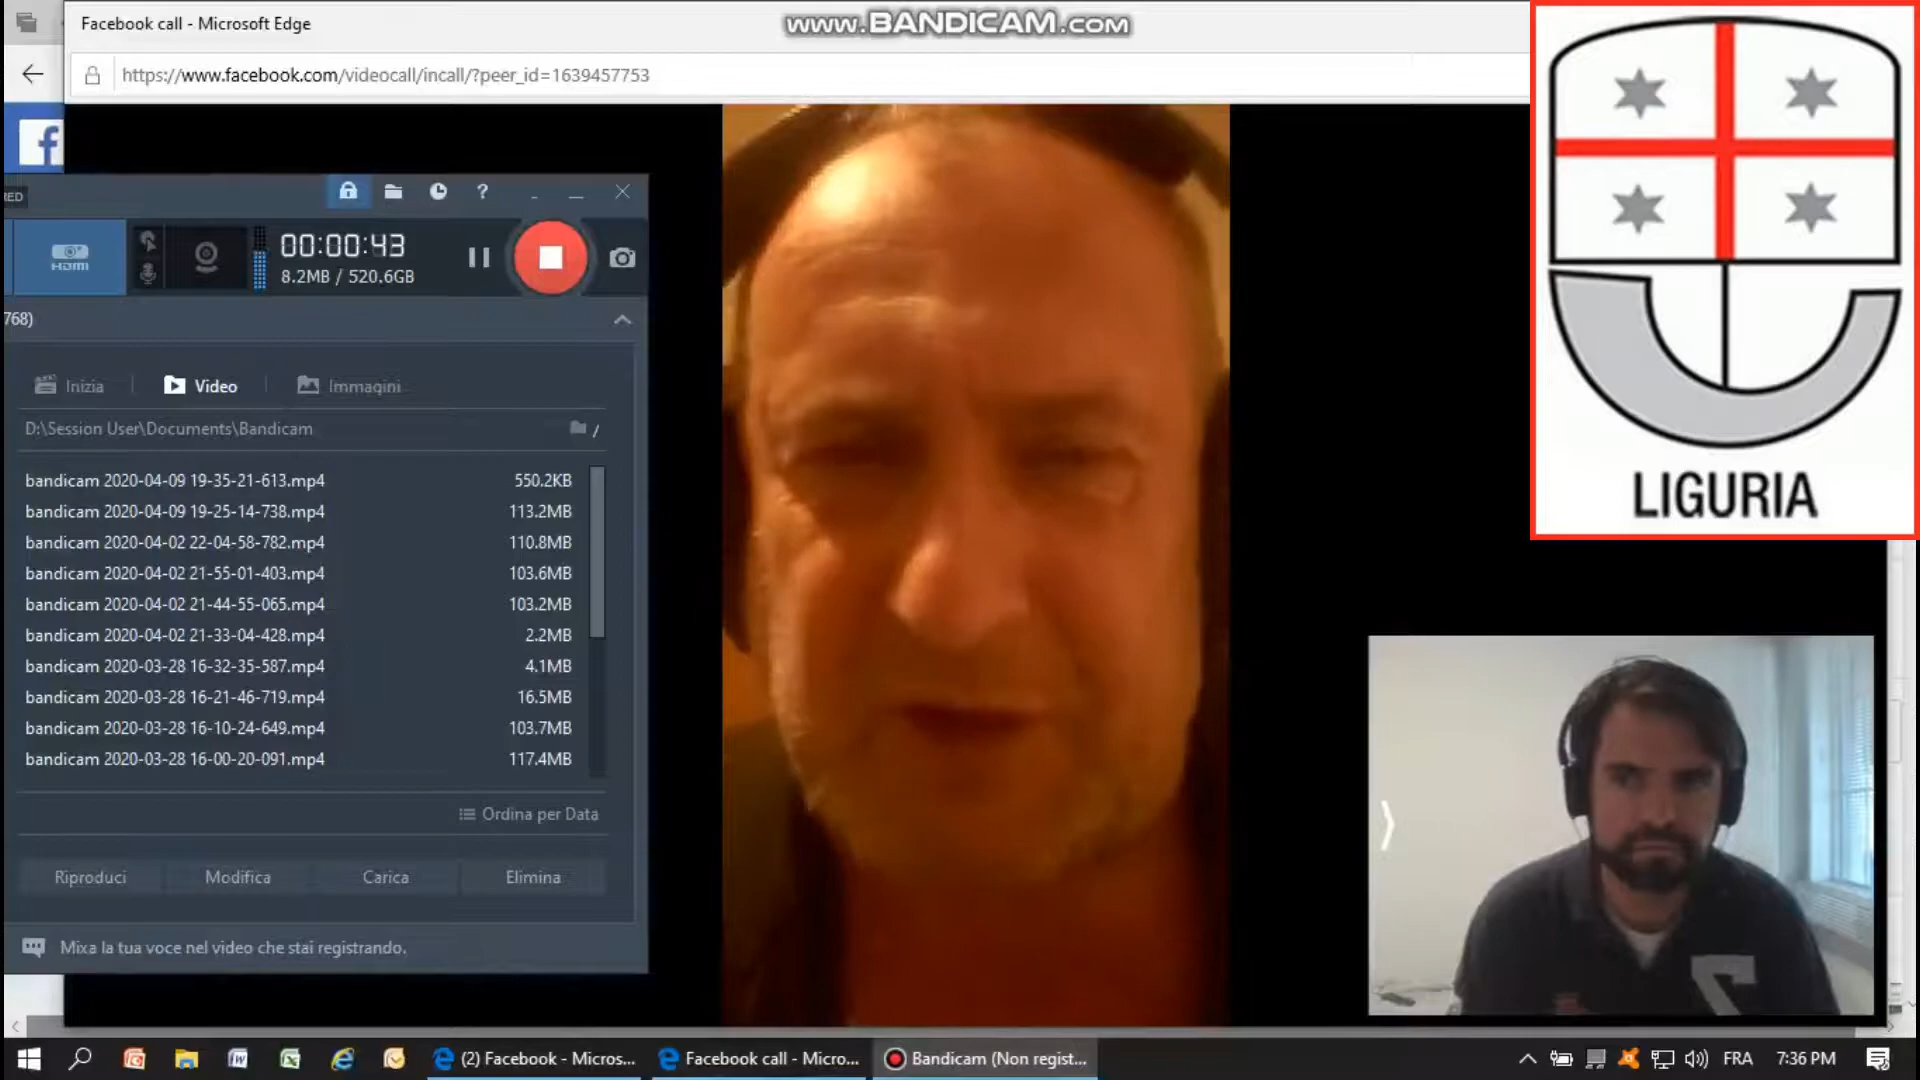 Facebook call - Microsoft Edge
www.BANDICAM.com
https://www.facebook.com/videocall/incall/?peer_id=1639457753
f
RED
?
HDMI
00:00:43
8.2MB / 520.6GB
768)
Inizia
Video
Immagini
D:\Session User\Documents\Bandicam
/
bandicam 2020-04-09 19-35-21-613.mp4 550.2KB
bandicam 2020-04-09 19-25-14-738.mp4 113.2MB
bandicam 2020-04-02 22-04-58-782.mp4 110.8MB
bandicam 2020-04-02 21-55-01-403.mp4 103.6MB
bandicam 2020-04-02 21-44-55-065.mp4 103.2MB
bandicam 2020-04-02 21-33-04-428.mp4 2.2MB
bandicam 2020-03-28 16-32-35-587.mp4 4.1MB
bandicam 2020-03-28 16-21-46-719.mp4 16.5MB
bandicam 2020-03-28 16-10-24-649.mp4 103.7MB
bandicam 2020-03-28 16-00-20-091.mp4 117.4MB
Ordina per Data
Riproduci
Modifica
Carica
Elimina
Mixa la tua voce nel video che stai registrando.
LIGURIA
(2) Facebook - Micros...
Facebook call - Micro...
Bandicam (Non regist...
FRA
7:36 PM